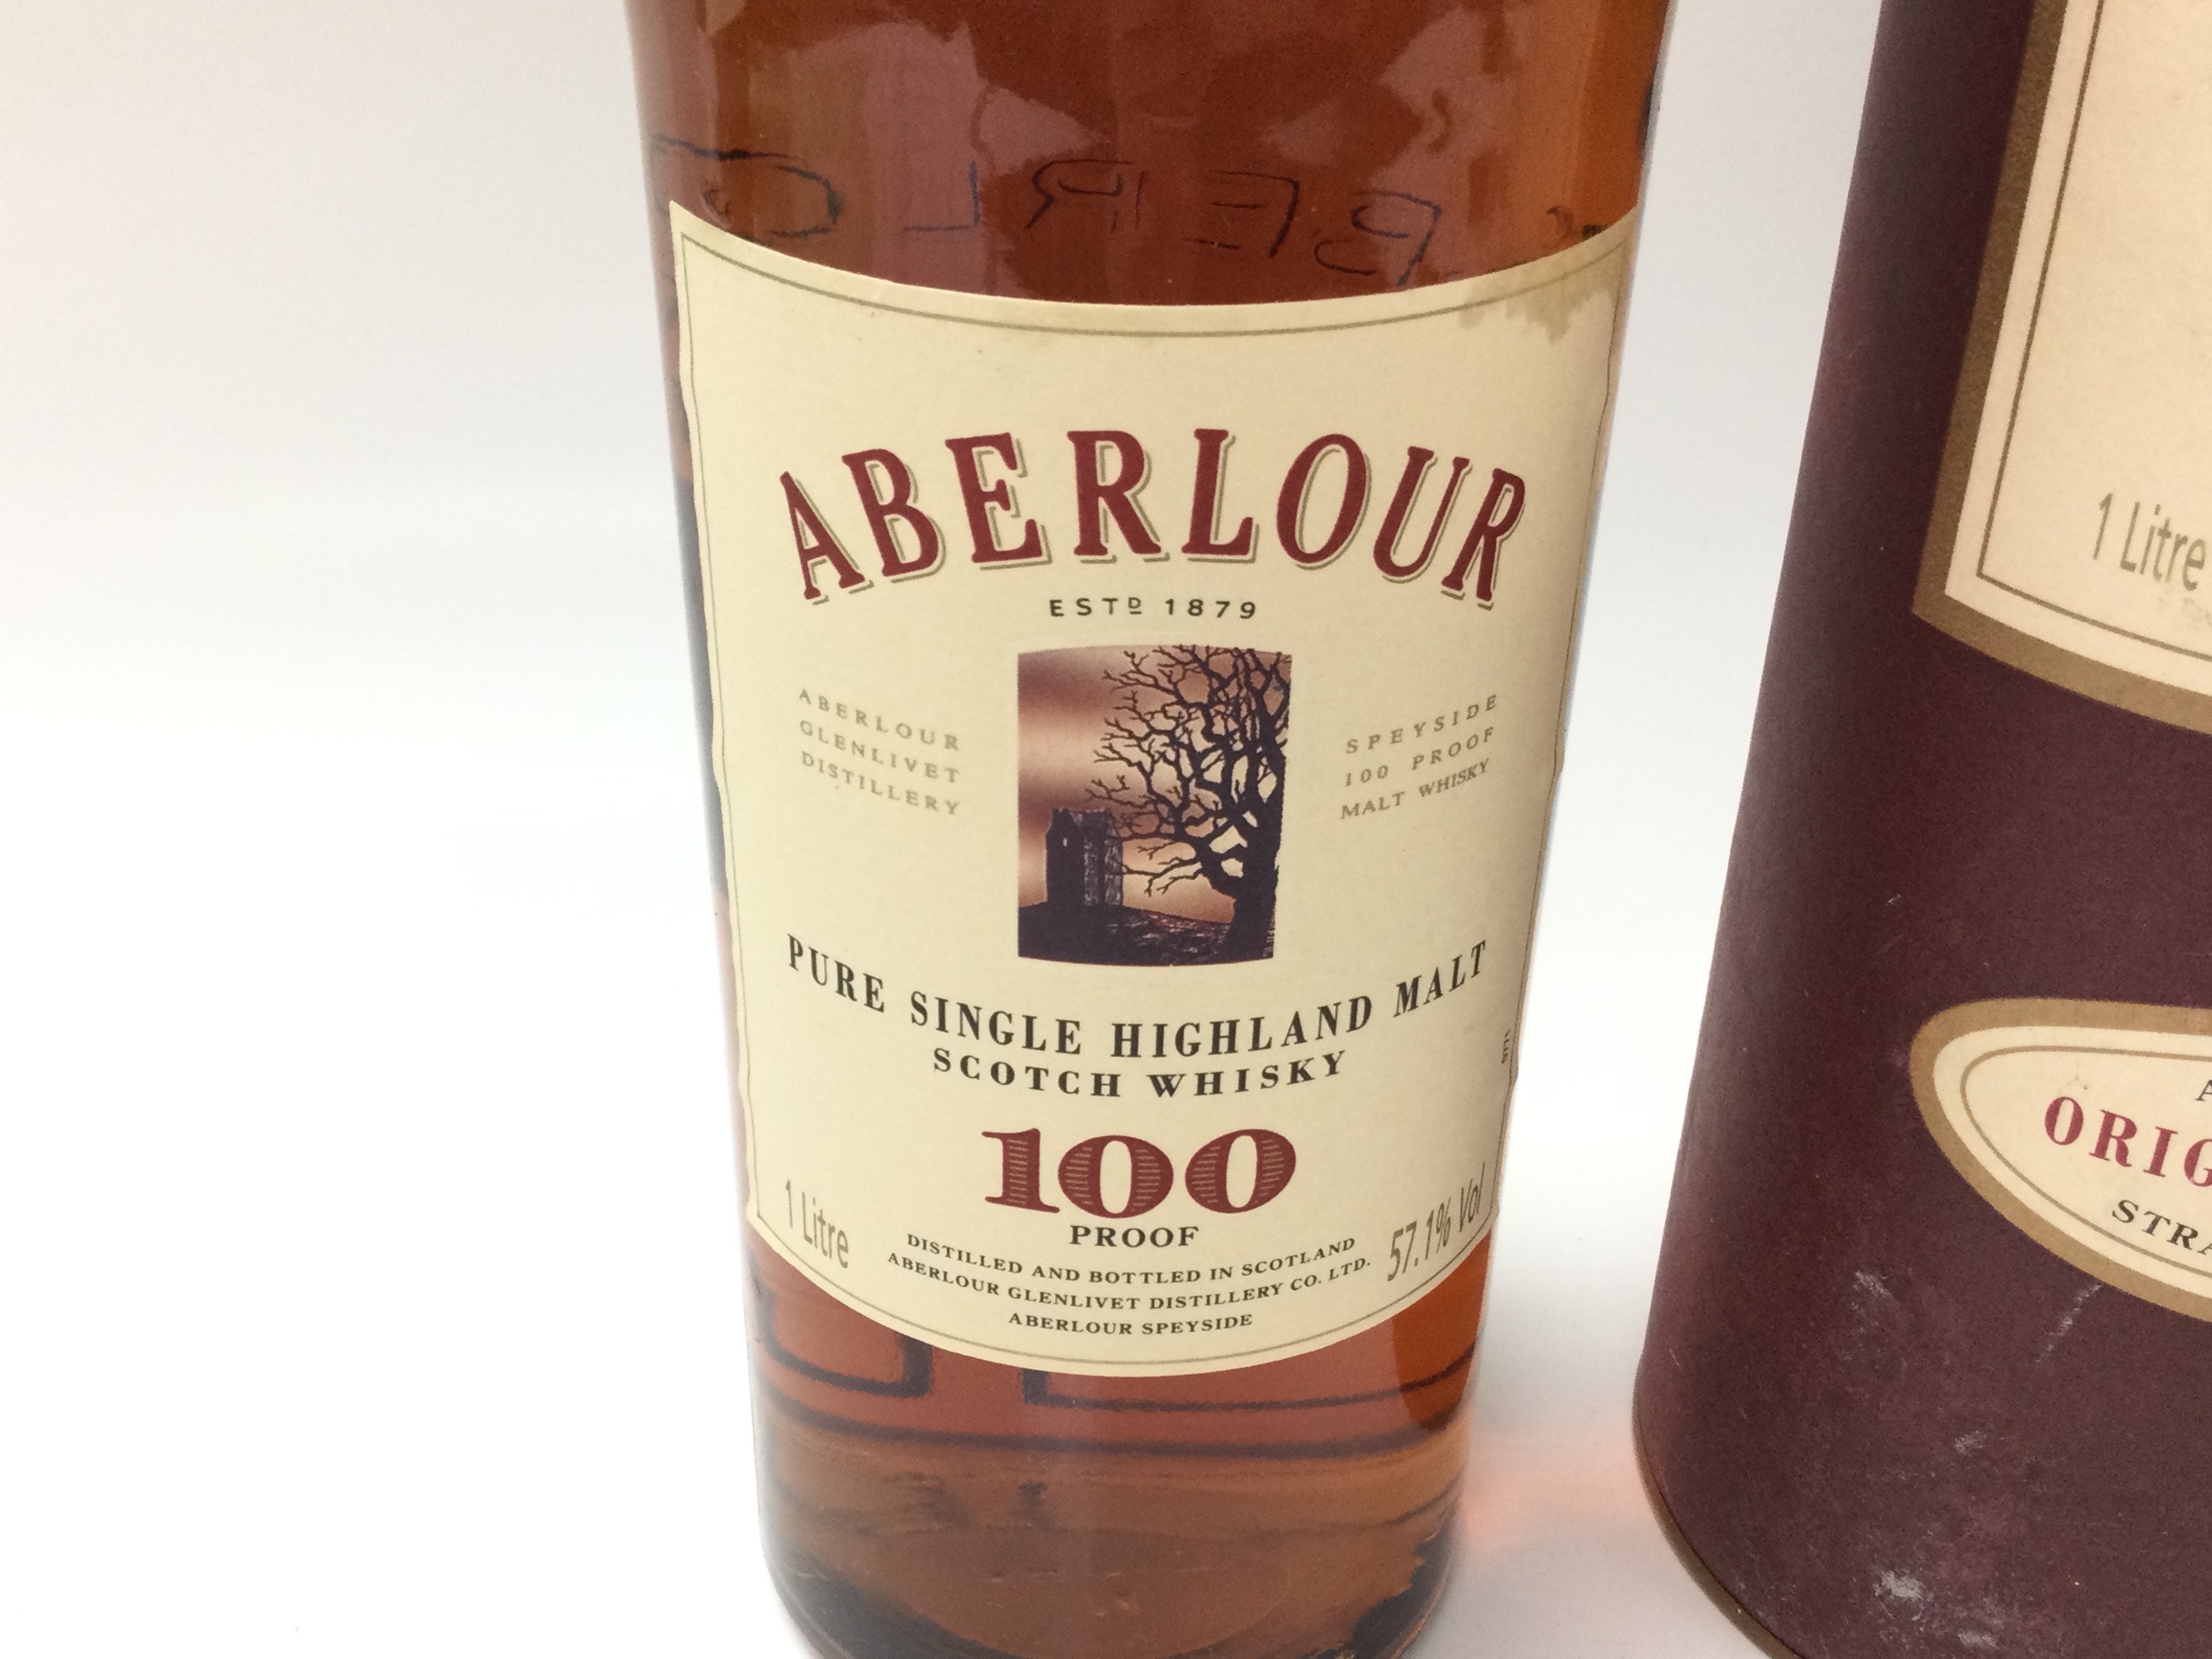 ABERLOUR
ESTD 1879
ABERLOUR
GLENLIVET
DISTILLERY
SPEYSIDE
100 PROOF
MALT WHISKY
PURE SINGLE HIGHLAND MALT
SCOTCH WHISKY
100
PROOF
1 Litre
57.1% Vol
DISTILLED AND BOTTLED IN SCOTLAND
ABERLOUR GLENLIVET DISTILLERY CO. LTD.
ABERLOUR SPEYSIDE
1 Litre